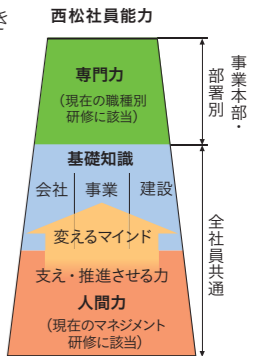 き
西松社員能力
専門力
(現在の職種別
研修に該当)
事業本部・
部署別
基礎知識
会社 事業 建設
変えるマインド
全社員共通
支え・推進させる力
人間力
(現在のマネジメント
研修に該当)